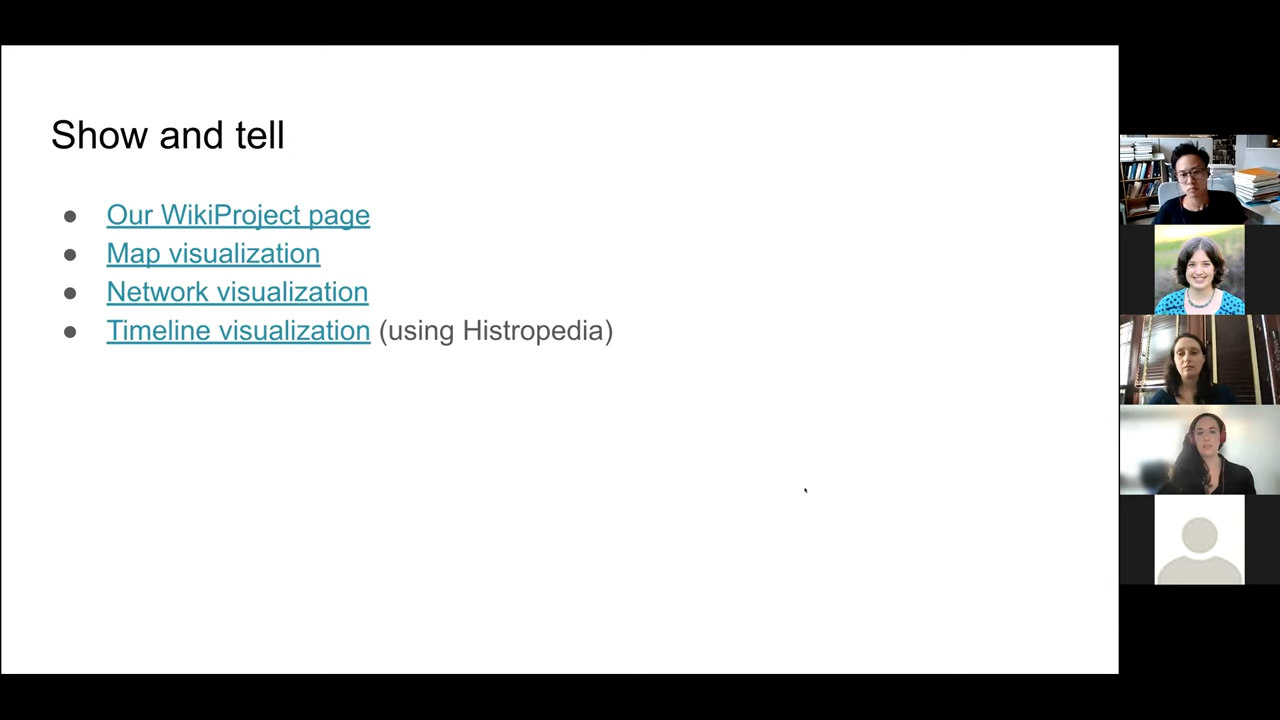 Show and tell
● Our WikiProject page
● Map visualization
● Network visualization
● Timeline visualization (using Histropedia)